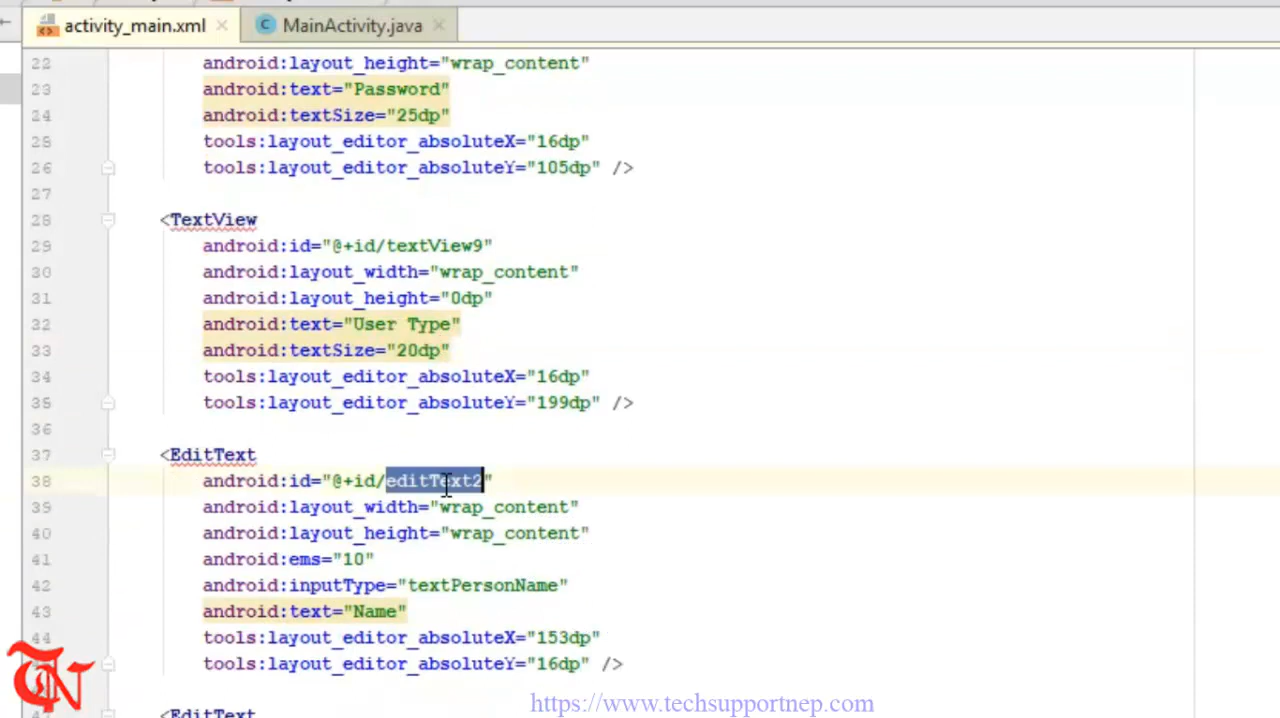 activity_main.xml
MainActivity.java
22 android:layout_height="wrap_content"
23 android:text="Password"
24 android:textSize="25dp"
25 tools:layout_editor_absoluteX="16dp"
26 tools:layout_editor_absoluteY="105dp" />
27
28 <TextView
29 android:id="@+id/textView9"
30 android:layout_width="wrap_content"
31 android:layout_height="0dp"
32 android:text="User Type"
33 android:textSize="20dp"
34 tools:layout_editor_absoluteX="16dp"
35 tools:layout_editor_absoluteY="199dp" />
36
37 <EditText
38 android:id="@+id/editText2"
39 android:layout_width="wrap_content"
40 android:layout_height="wrap_content"
41 android:ems="10"
42 android:inputType="textPersonName"
43 android:text="Name"
44 tools:layout_editor_absoluteX="153dp"
tools:layout_editor_absoluteY="16dp" />
TN
https://www.techsupportnep.com
<EditText